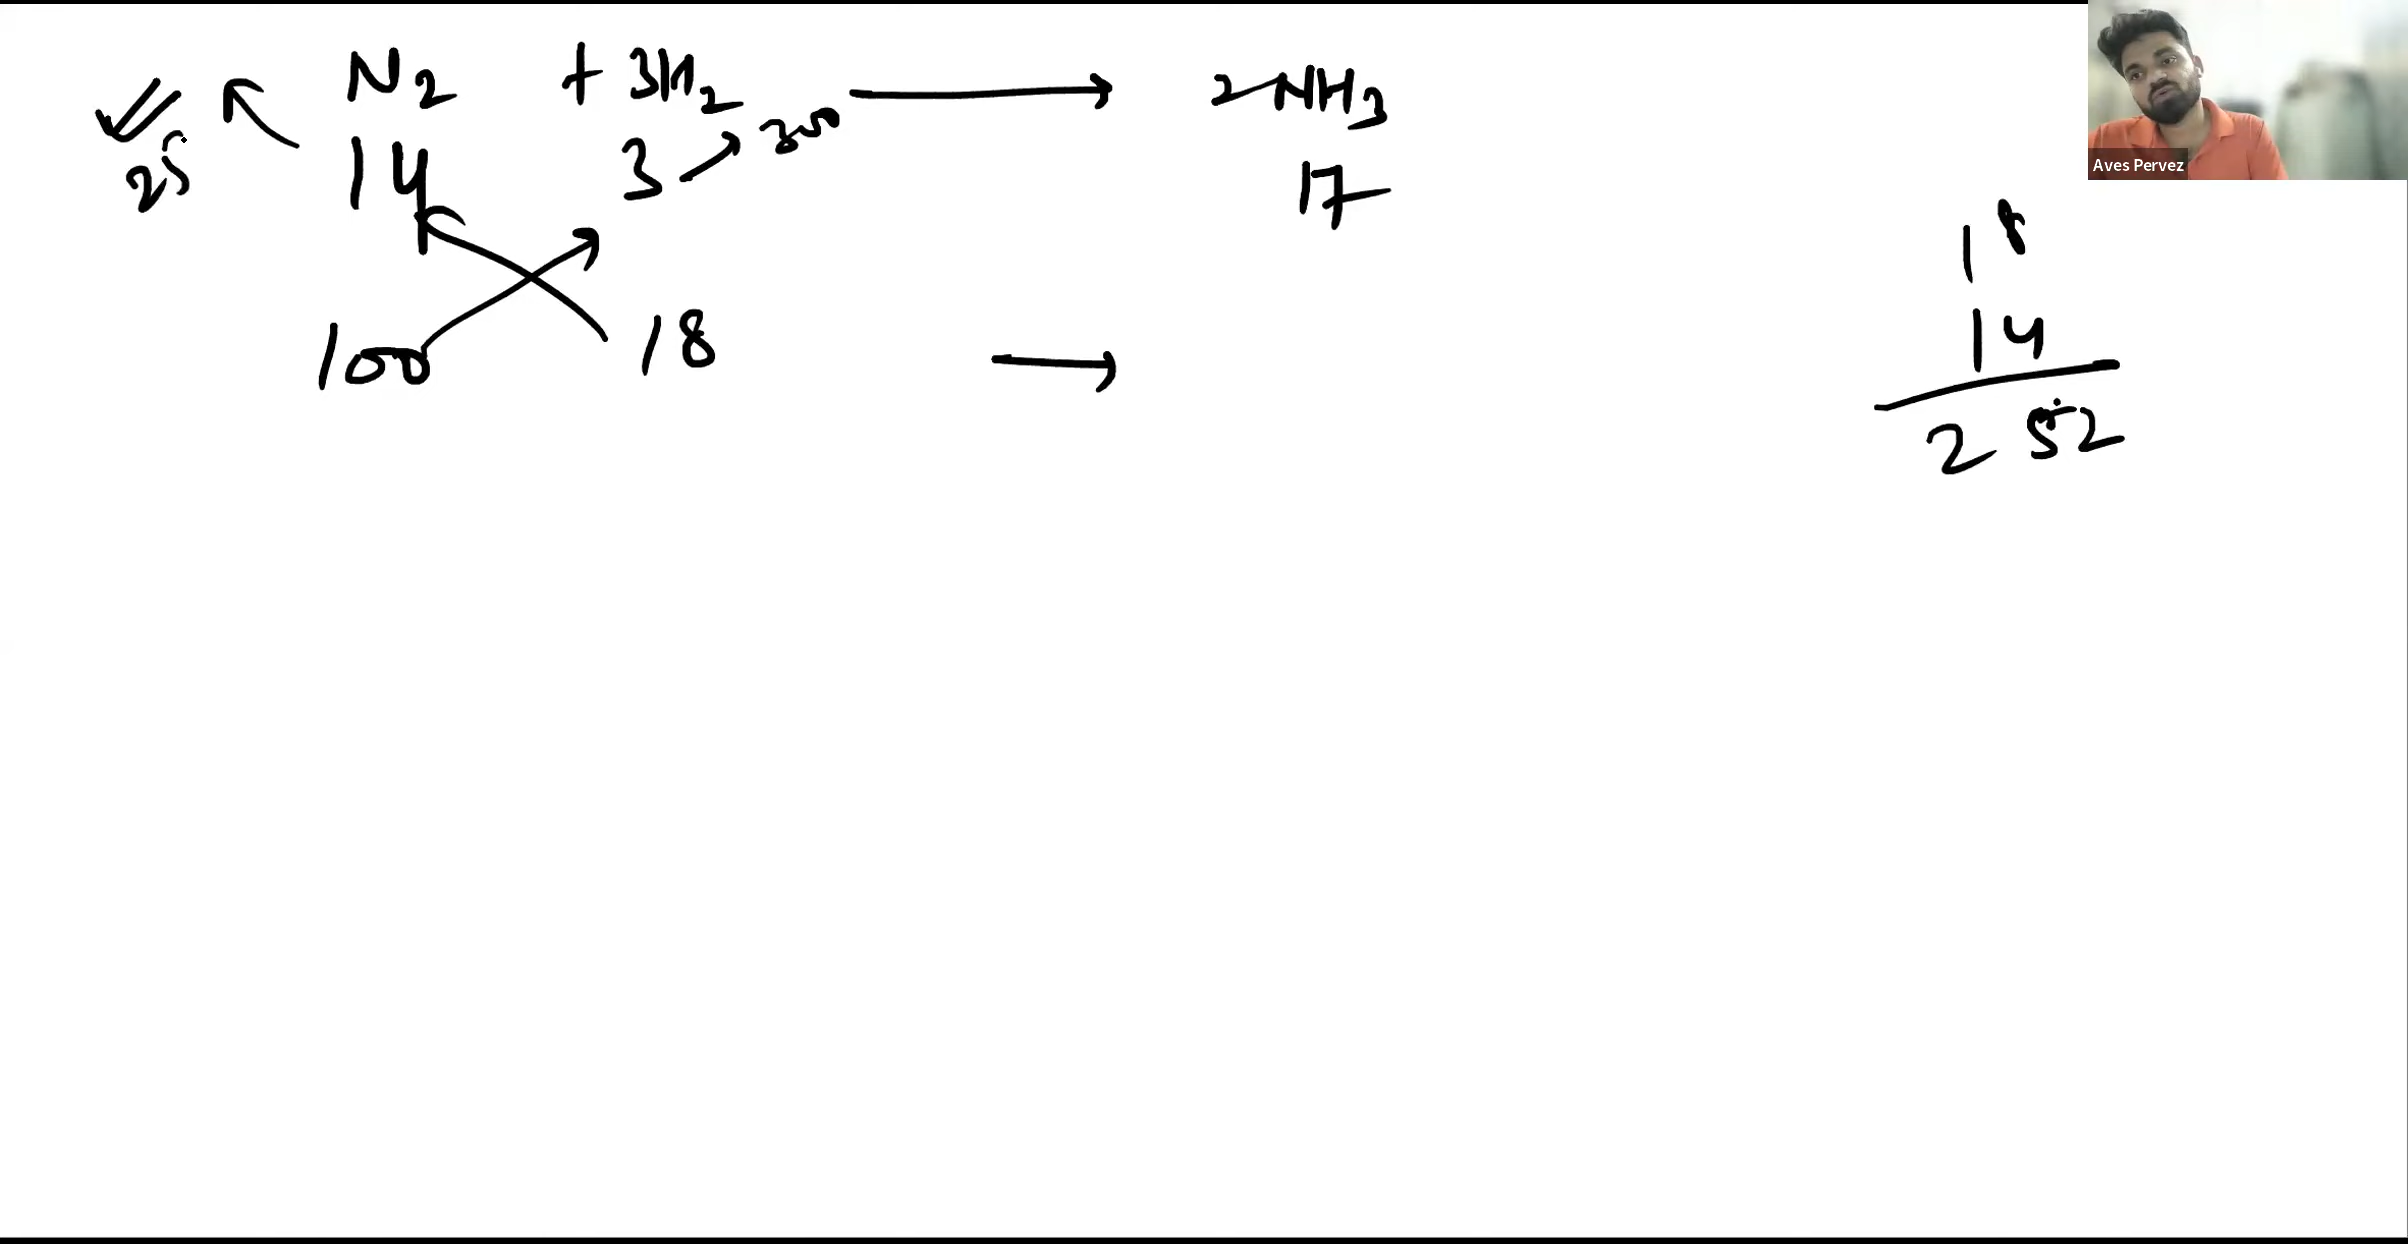 N2 + 3H2 → 2NH3
300
25 14 3 17
100 18 →
18
14
252
Aves Pervez